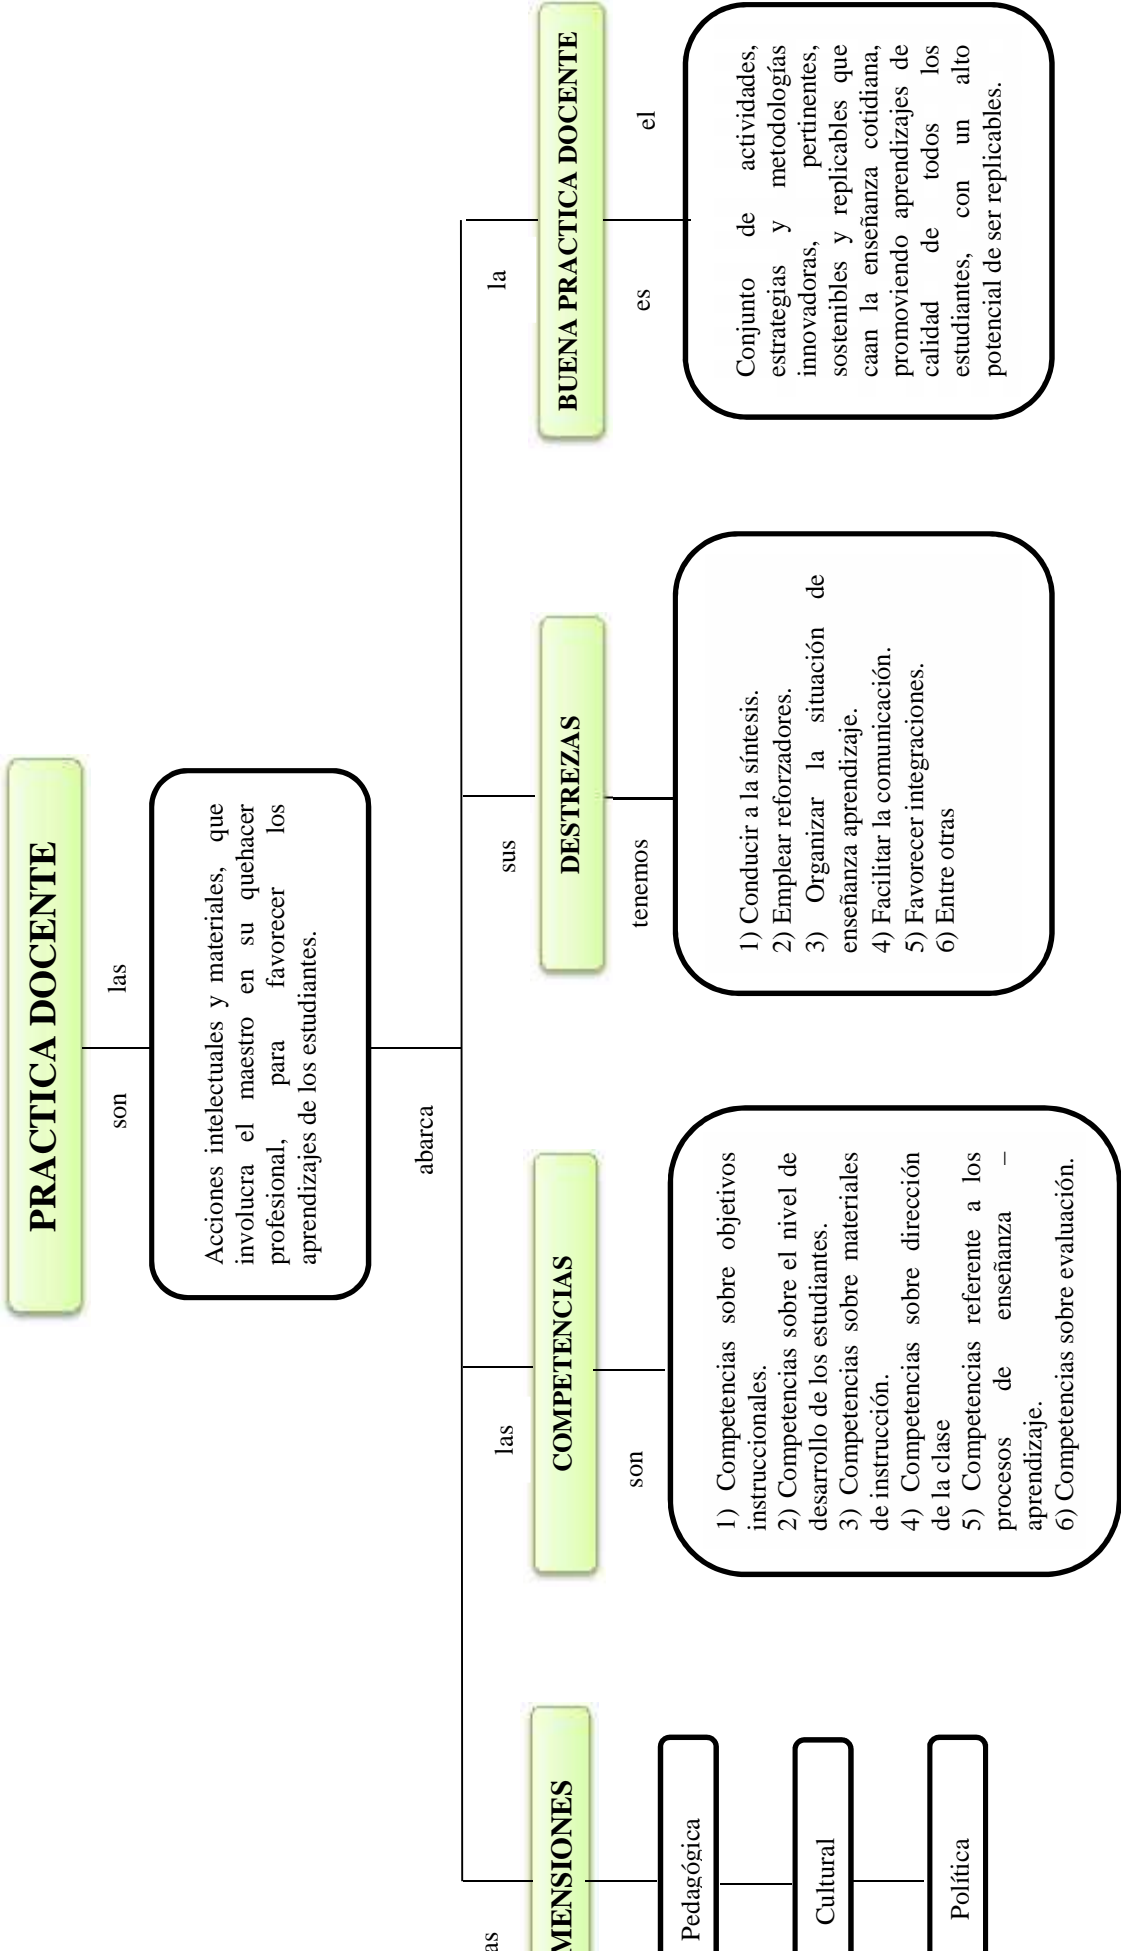 PRACTICA DOCENTE
son
las
Acciones intelectuales y materiales, que
involucra el maestro en su quehacer
profesional, para favorecer los
aprendizajes de los estudiantes.
abarca
as
MENSIONES
Pedagógica
Cultural
Política
las
COMPETENCIAS
son
1) Competencias sobre objetivos
instruccionales.
2) Competencias sobre el nivel de
desarrollo de los estudiantes.
3) Competencias sobre materiales
de instrucción.
4) Competencias sobre dirección
de la clase
5) Competencias referente a los
procesos de enseñanza –
aprendizaje.
6) Competencias sobre evaluación.
sus
DESTREZAS
tenemos
1) Conducir a la síntesis.
2) Emplear reforzadores.
3) Organizar la situación de
enseñanza aprendizaje.
4) Facilitar la comunicación.
5) Favorecer integraciones.
6) Entre otras
la
BUENA PRACTICA DOCENTE
es
el
Conjunto de actividades,
estrategias y metodologías
innovadoras, pertinentes,
sostenibles y replicables que
caan la enseñanza cotidiana,
promoviendo aprendizajes de
calidad de todos los
estudiantes, con un alto
potencial de ser replicables.